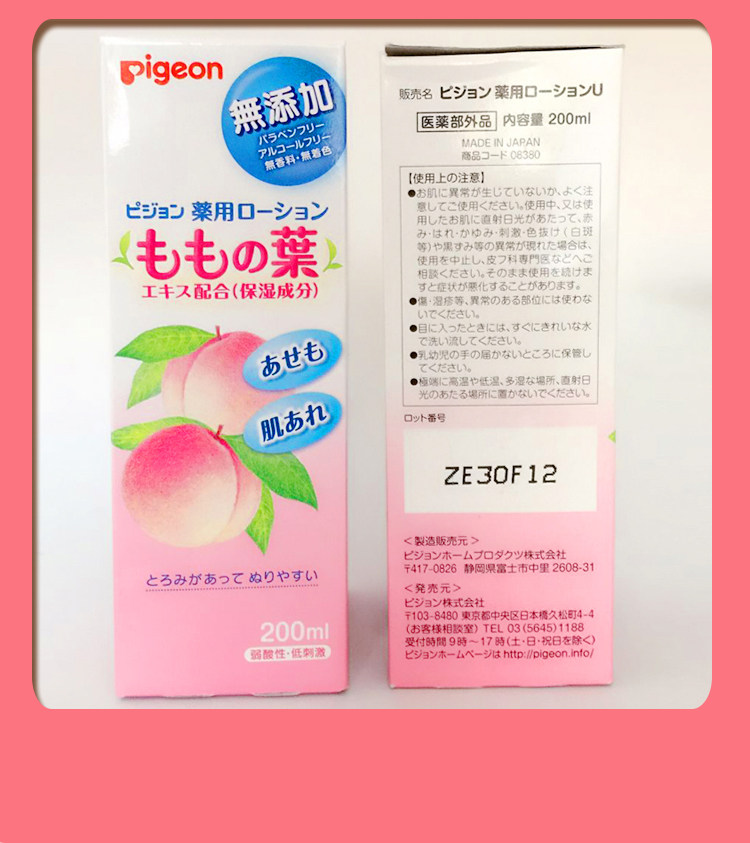 Pigeon
無添加
パラベンフリー
アルコールフリー
無香料・無着色
ピジョン 薬用ローション
ももの葉
エキス配合(保湿成分)
あせも
肌あれ
とろみがあって ぬりやすい
200ml
弱酸性・低刺激
販売名 ピジョン 薬用ローションU
医薬部外品 内容量 200ml
MADE IN JAPAN
商品コード 08380
【使用上の注意】
●お肌に異常が生じていないか、よく注
意してご使用ください。使用中、又は使
用したお肌に直射日光があたって、赤
み・はれ・かゆみ・刺激・色抜け(白斑
等)や黒ずみ等の異常が現れた場合は、
使用を中止し、皮フ科専門医などへご
相談ください。そのまま使用を続けま
すと症状が悪化することがあります。
●傷・湿疹等、異常のある部位には使わな
いでください。
●目に入ったときには、すぐにきれいな水
で洗い流してください。
●乳幼児の手の届かないところに保管し
てください。
●極端に高温や低温、多湿な場所、直射日
光のあたる場所に置かないでください。
ロット番号
ZE30F12
<製造販売元>
ピジョンホームプロダクツ株式会社
〒417-0826 静岡県富士市中里 2608-31
<発売元>
ピジョン株式会社
〒103-8480 東京都中央区日本橋久松町4-4
(お客様相談室) TEL 03(5645)1188
受付時間 9時~17時(土・日・祝日を除く)
ピジョンホームページは http://pigeon.info/